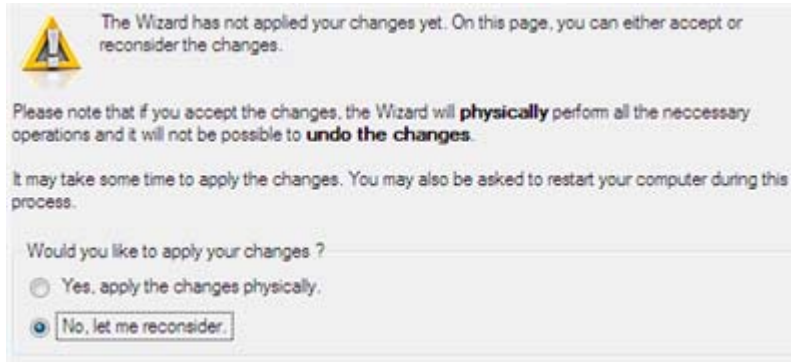 The Wizard has not applied your changes yet. On this page, you can either accept or
reconsider the changes.
Please note that if you accept the changes, the Wizard will physically perform all the neccessary
operations and it will not be possible to undo the changes.
It may take some time to apply the changes. You may also be asked to restart your computer during this
process.
Would you like to apply your changes ?
Yes, apply the changes physically.
No, let me reconsider.